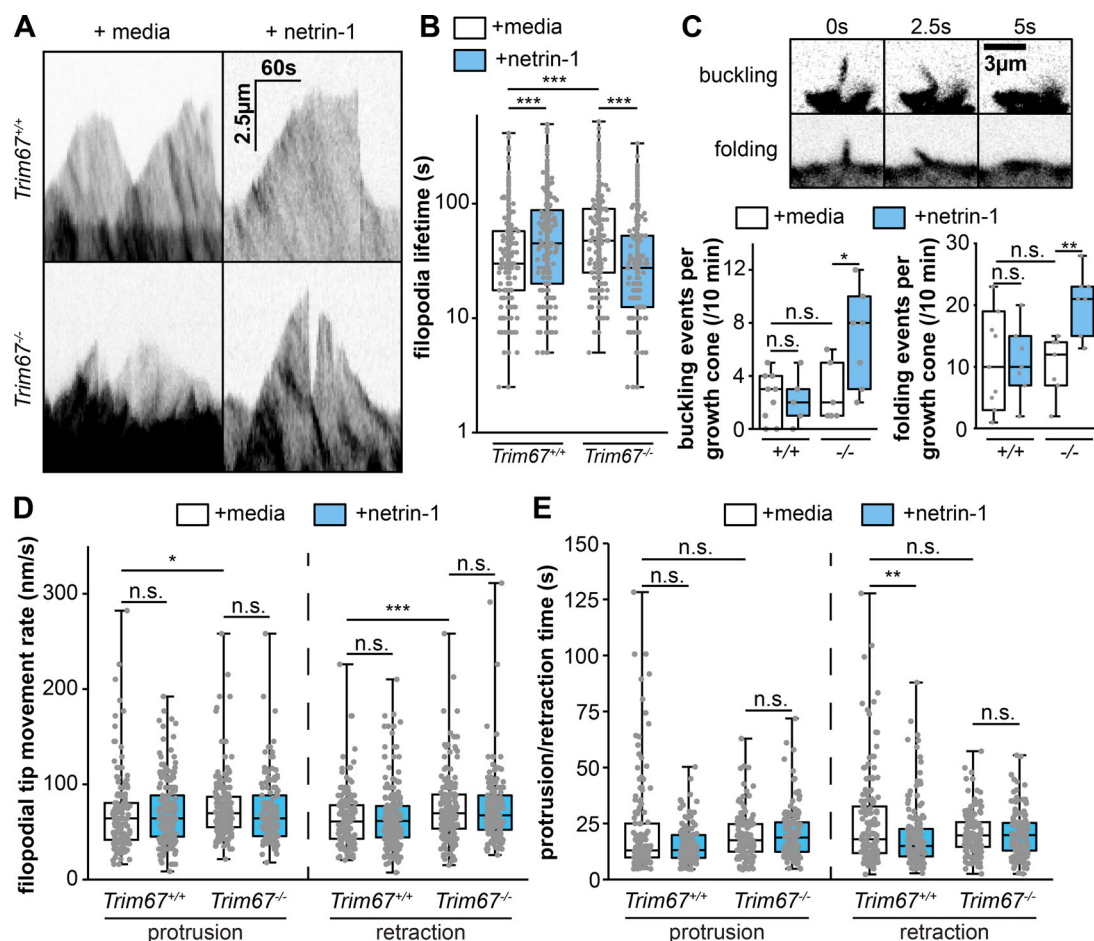 A
+ media
+ netrin-1
60s
2.5µm
Trim67+/+
Trim67-/-
B
+media
+netrin-1
***
***
***
filopodia lifetime (s)
100
10
1
Trim67+/+
Trim67-/-
C
0s
2.5s
5s
3µm
buckling
folding
+media
+netrin-1
buckling events per
growth cone (/10 min)
12
8
4
0
*
n.s.
n.s.
+/+
-/-
folding events per
growth cone (/10 min)
30
20
10
0
n.s.
**
n.s.
+/+
-/-
D
+media
+netrin-1
filopodial tip movement rate (nm/s)
300
200
100
0
*
n.s.
n.s.
n.s.
***
n.s.
Trim67+/+
Trim67-/-
Trim67+/+
Trim67-/-
protrusion
retraction
E
+media
+netrin-1
protrusion/retraction time (s)
150
125
100
75
50
25
0
n.s.
n.s.
n.s.
n.s.
**
n.s.
Trim67+/+
Trim67-/-
Trim67+/+
Trim67-/-
protrusion
retraction